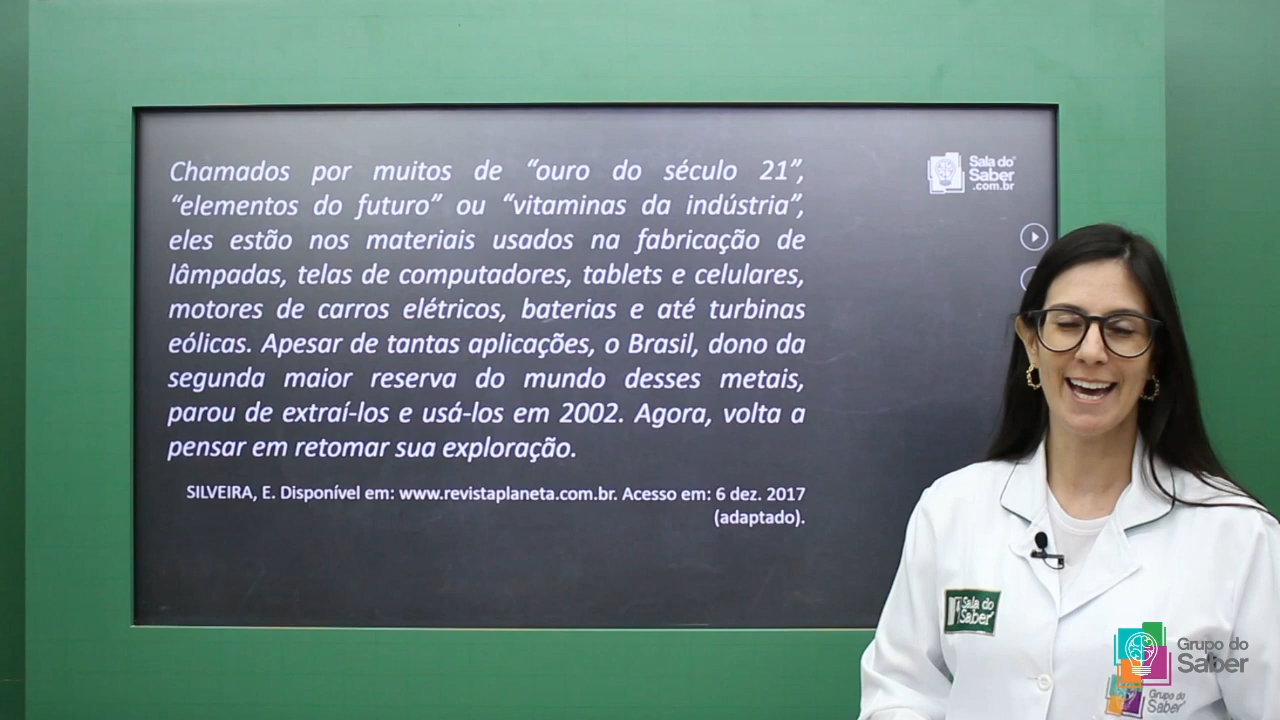 Chamados por muitos de “ouro do século 21”,
“elementos do futuro” ou “vitaminas da indústria”,
eles estão nos materiais usados na fabricação de
lâmpadas, telas de computadores, tablets e celulares,
motores de carros elétricos, baterias e até turbinas
eólicas. Apesar de tantas aplicações, o Brasil, dono da
segunda maior reserva do mundo desses metais,
parou de extraí-los e usá-los em 2002. Agora, volta a
pensar em retomar sua exploração.
SILVEIRA, E. Disponível em: www.revistaplaneta.com.br. Acesso em: 6 dez. 2017
(adaptado).
Sala do
Saber
.com.br
Sala do
Saber
Grupo do
Saber
Grupo do
Saber